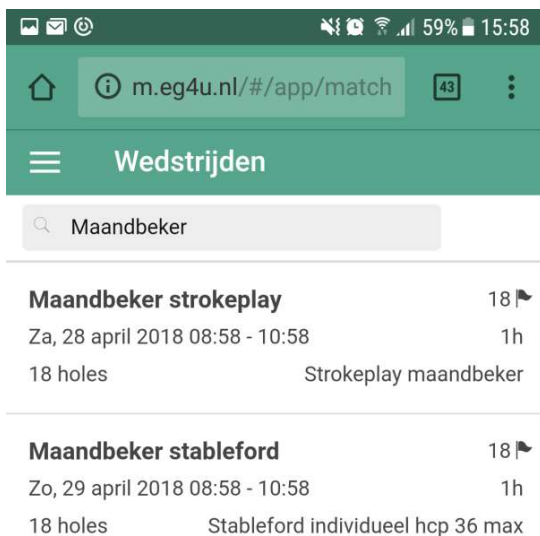 59% 15:58
m.eg4u.nl/#/app/match 43
Wedstrijden
Maandbeker
Maandbeker strokeplay 18
Za, 28 april 2018 08:58 - 10:58 1h
18 holes Strokeplay maandbeker
Maandbeker stableford 18
Zo, 29 april 2018 08:58 - 10:58 1h
18 holes Stableford individueel hcp 36 max